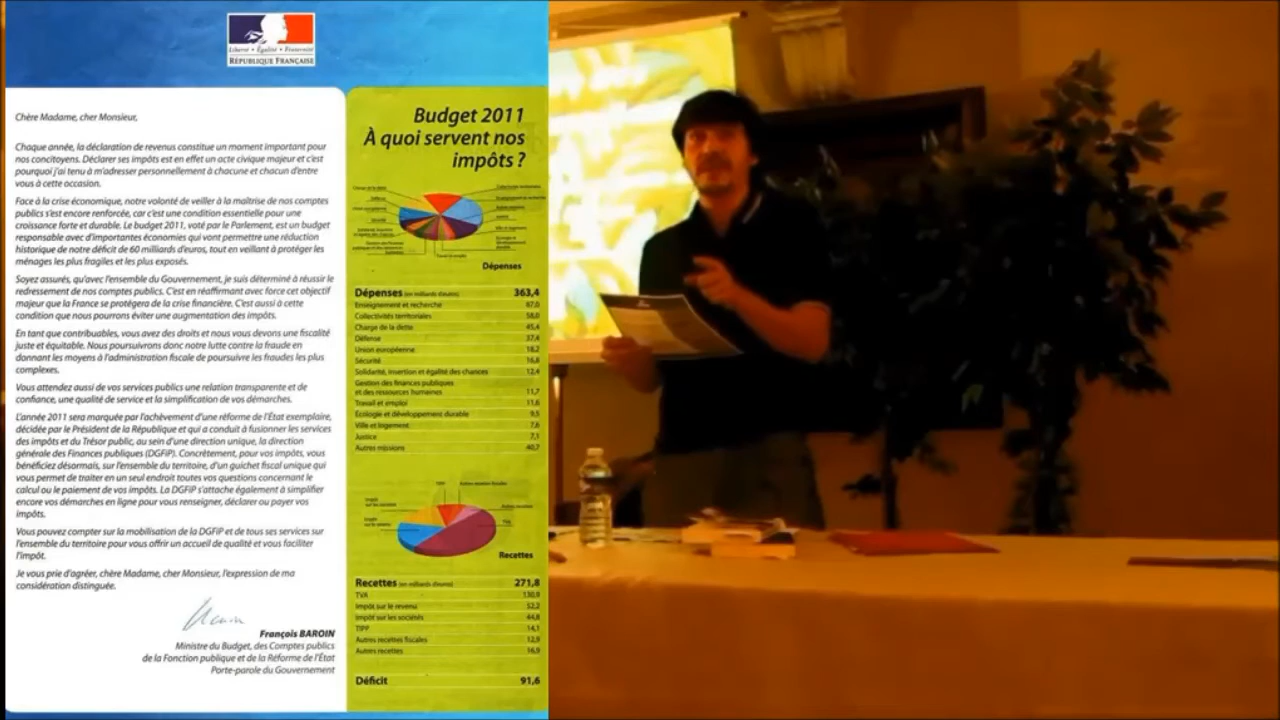 Liberté • Égalité • Fraternité
RÉPUBLIQUE FRANÇAISE
Chère Madame, cher Monsieur,
Chaque année, la déclaration de revenus constitue un moment important pour
nos concitoyens. Déclarer ses impôts est en effet un acte civique majeur et c'est
pourquoi j'ai tenu à m'adresser personnellement à chacune et chacun d'entre
vous à cette occasion.
Face à la crise économique, notre volonté de veiller à la maîtrise de nos comptes
publics s'est encore renforcée, car c'est une condition essentielle pour une
croissance forte et durable. Le budget 2011, voté par le Parlement, est un budget
responsable avec d'importantes économies qui vont permettre une réduction
historique de notre déficit de 60 milliards d'euros, tout en veillant à protéger les
ménages les plus fragiles et les plus exposés.
Soyez assurés, qu'avec l'ensemble du Gouvernement, je suis déterminé à réussir le
redressement de nos comptes publics. C'est en réaffirmant avec force cet objectif
majeur que la France se protégera de la crise financière. C'est aussi à cette
condition que nous pourrons éviter une augmentation des impôts.
En tant que contribuables, vous avez des droits et nous vous devons une fiscalité
juste et équitable. Nous poursuivrons donc notre lutte contre la fraude en
donnant les moyens à l'administration fiscale de poursuivre les fraudes les plus
complexes.
Vous attendez aussi de vos services publics une relation transparente et de
confiance, une qualité de service et la simplification de vos démarches.
L'année 2011 sera marquée par l'achèvement d'une réforme de l'État exemplaire,
décidée par le Président de la République et qui a conduit à fusionner les services
des impôts et du Trésor public, au sein d'une direction unique, la direction
générale des Finances publiques (DGFiP). Concrètement, pour vos impôts, vous
bénéficiez désormais, sur l'ensemble du territoire, d'un guichet fiscal unique qui
vous permet de traiter en un seul endroit toutes vos questions concernant le
calcul ou le paiement de vos impôts. La DGFiP s'attache également à simplifier
encore vos démarches en ligne pour vous renseigner, déclarer ou payer vos
impôts.
Vous pouvez compter sur la mobilisation de la DGFiP et de tous ses services sur
l'ensemble du territoire pour vous offrir un accueil de qualité et vous faciliter
l'impôt.
Je vous prie d'agréer, chère Madame, cher Monsieur, l'expression de ma
considération distinguée.
François BAROIN
Ministre du Budget, des Comptes publics
de la Fonction publique et de la Réforme de l'État
Porte-parole du Gouvernement
Budget 2011
À quoi servent nos
impôts ?
Dépenses
Dépenses (en milliards d'euros) 363,4
Enseignement et recherche 87,0
Collectivités territoriales 58,0
Charge de la dette 45,4
Défense 37,4
Union européenne 18,2
Sécurité 16,8
Solidarité, insertion et égalité des chances 12,4
Gestion des finances publiques
et des ressources humaines 11,7
Travail et emploi 11,6
Écologie et développement durable 9,5
Ville et logement 7,6
Justice 7,1
Autres missions 40,7
TIPP
Autres recettes fiscales
Impôt sur les sociétés
Autres recettes
Impôt sur le revenu
TVA
Recettes
Recettes (en milliards d'euros) 271,8
TVA 130,9
Impôt sur le revenu 52,2
Impôt sur les sociétés 44,8
TIPP 14,1
Autres recettes fiscales 12,9
Autres recettes 16,9
Déficit 91,6